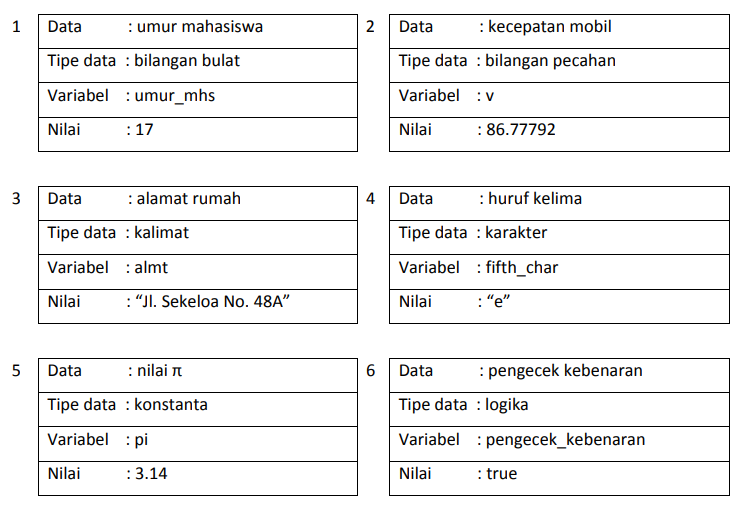 1
Data : umur mahasiswa
Tipe data : bilangan bulat
Variabel : umur_mhs
Nilai : 17
2
Data : kecepatan mobil
Tipe data : bilangan pecahan
Variabel : v
Nilai : 86.77792
3
Data : alamat rumah
Tipe data : kalimat
Variabel : almt
Nilai : “Jl. Sekeloa No. 48A”
4
Data : huruf kelima
Tipe data : karakter
Variabel : fifth_char
Nilai : “e”
5
Data : nilai π
Tipe data : konstanta
Variabel : pi
Nilai : 3.14
6
Data : pengecek kebenaran
Tipe data : logika
Variabel : pengecek_kebenaran
Nilai : true